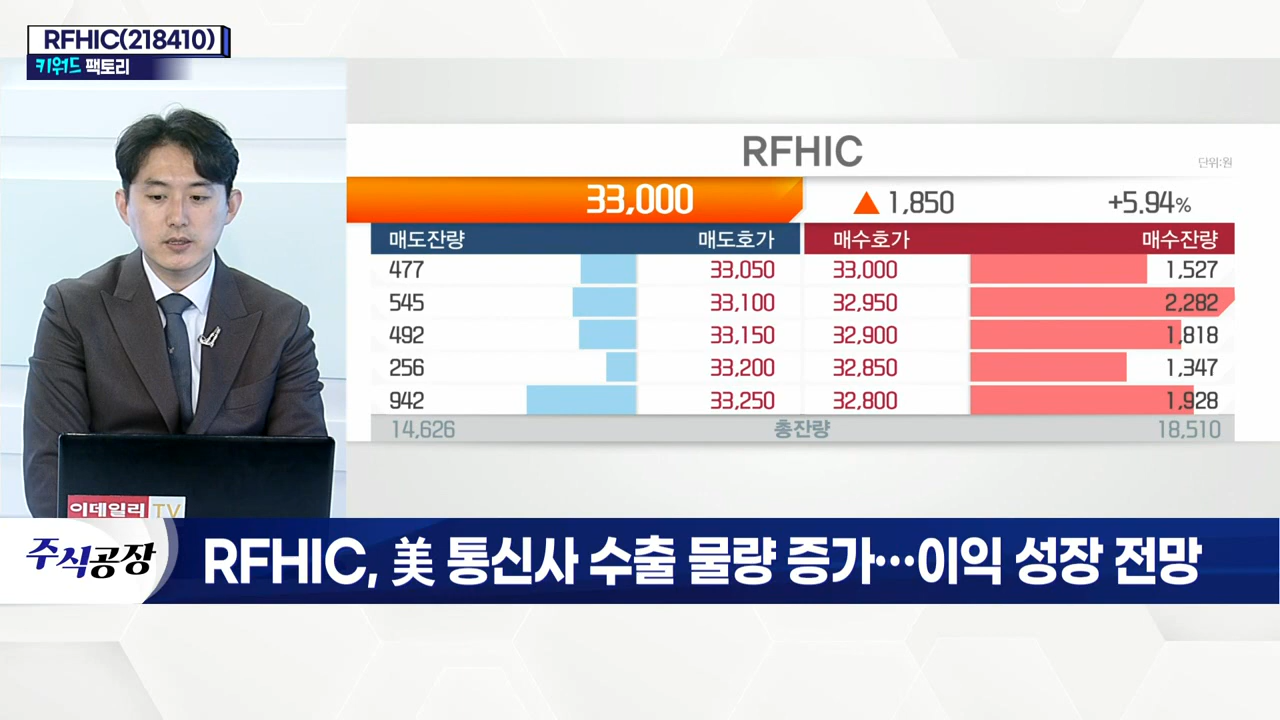 RFHIC(218410)
키워드 팩토리
RFHIC
단위:원
33,000 ▲ 1,850 +5.94%
매도잔량 매도호가 매수호가 매수잔량
477 33,050 33,000 1,527
545 33,100 32,950 2,282
492 33,150 32,900 1,818
256 33,200 32,850 1,347
942 33,250 32,800 1,928
14,626 총잔량 18,510
이데일리 TV
주식공장
RFHIC, 美 통신사 수출 물량 증가…이익 성장 전망